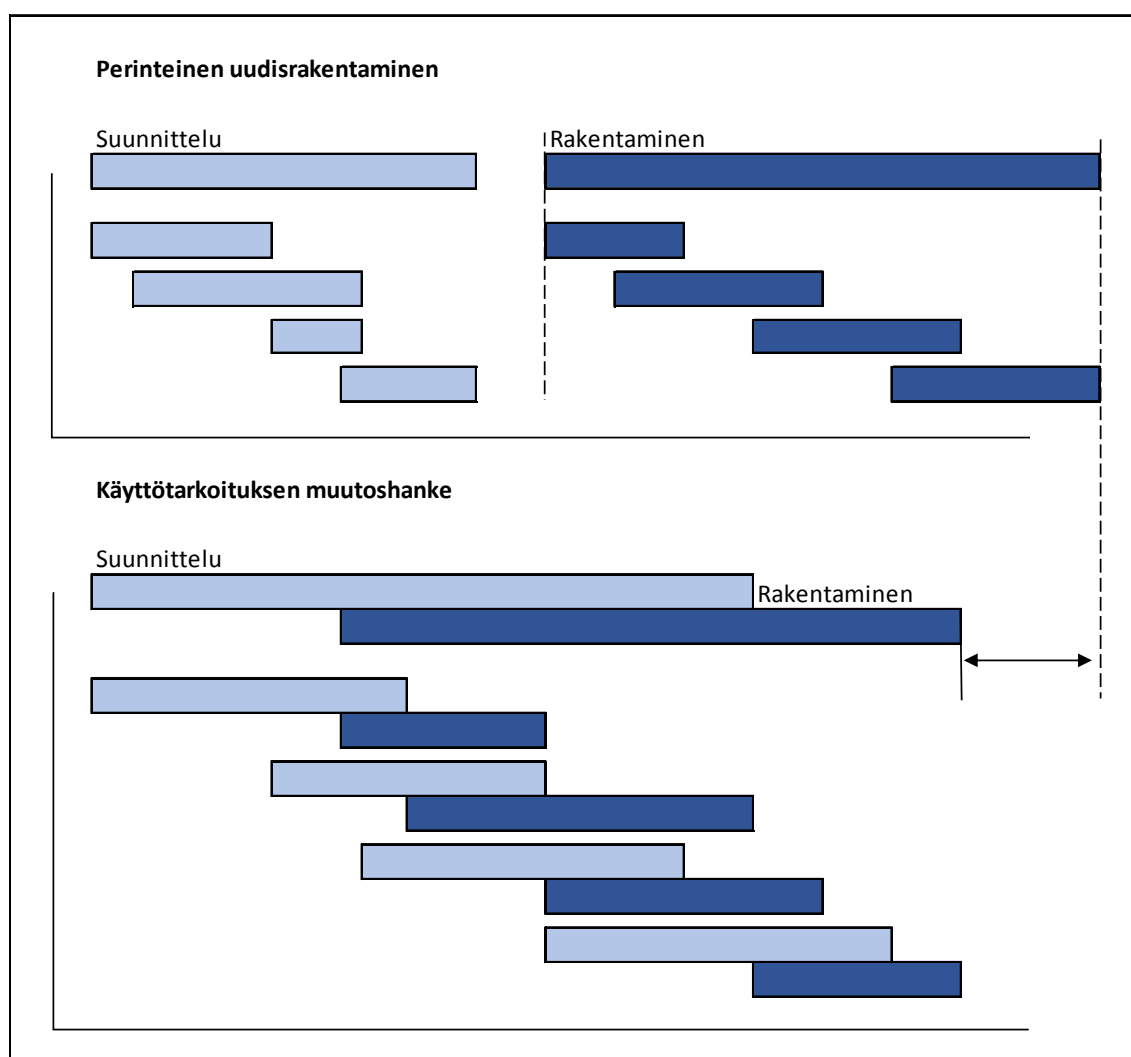 Perinteinen uudisrakentaminen
Suunnittelu
Rakentaminen
Käyttötarkoituksen muutoshanke
Suunnittelu
Rakentaminen